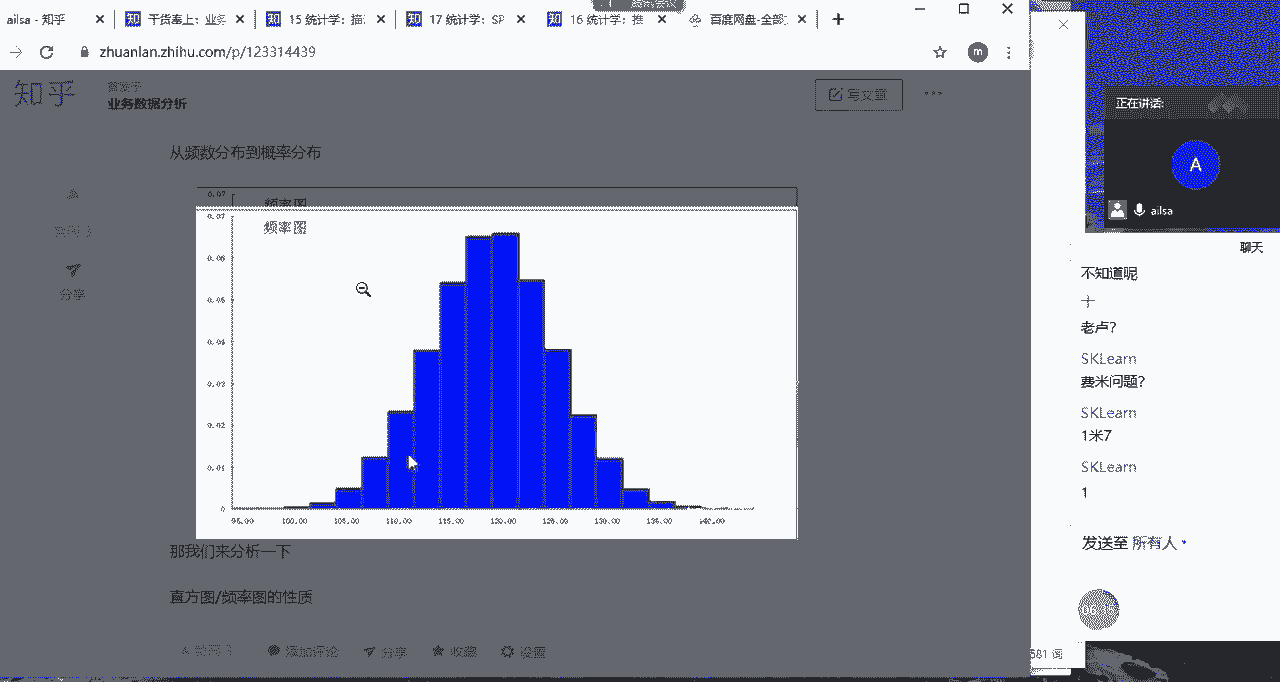 ailsa - 知乎
干货奉上：业务
15 统计学：描
17 统计学：SP
16 统计学：推
百度网盘-全部文
zhuanlan.zhihu.com/p/123314439
m
知乎
业务数据分析
写文章
从频数分布到概率分布
频率图
频率图
0.07
0.07
0.06
0.05
0.04
0.03
0.02
0.01
0
95.00 100.00 105.00 110.00 115.00 120.00 125.00 130.00 135.00 140.00
分享
那我们来分析一下
直方图/频率图的性质
添加评论
分享
收藏
设置
正在讲话:
A
ailsa
聊天
不知道呢
十
老卢？
SKLearn
费米问题？
SKLearn
1米7
SKLearn
1
发送至 所有人
581 阅